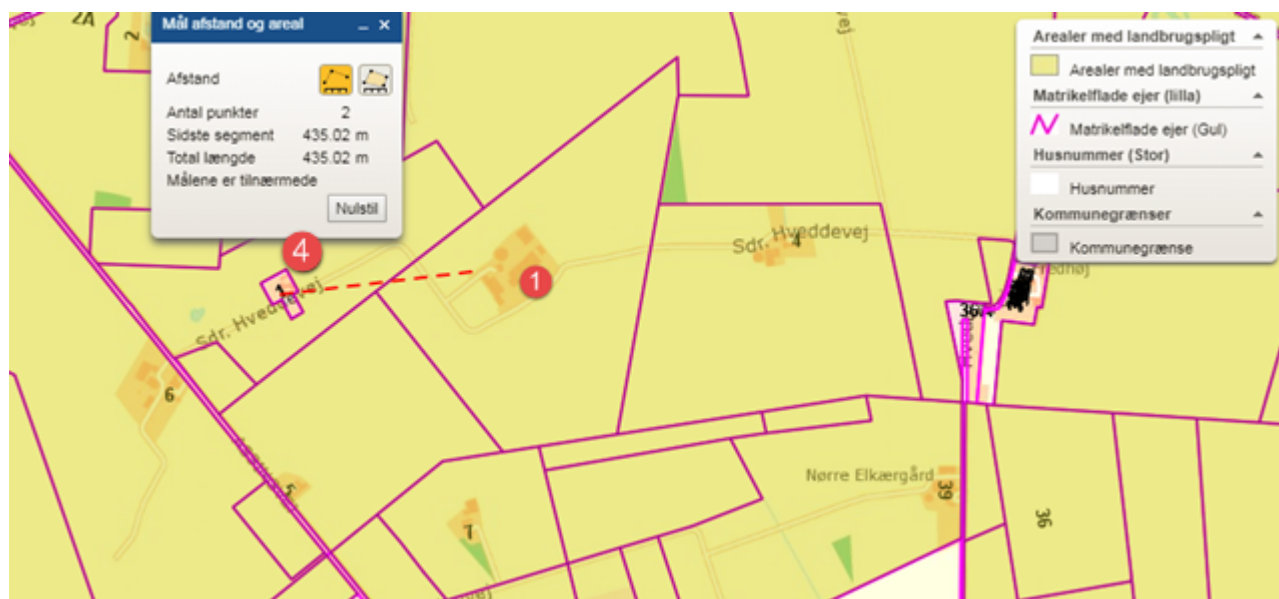 2A
2
Mål afstand og areal
Afstand
Antal punkter 2
Sidste segment 435.02 m
Total længde 435.02 m
Målene er tilnærmede
Nulstil
Arealer med landbrugspligt
Arealer med landbrugspligt
Matrikelflade ejer (lilla)
Matrikelflade ejer (Gul)
Husnummer (Stor)
Husnummer
Kommunegrænser
Kommunegrænse
4
1
1
Sdr. Hveddevej
Sdr. Hveddevej
4
6
5
1
Nørre Elkærgård
39
36